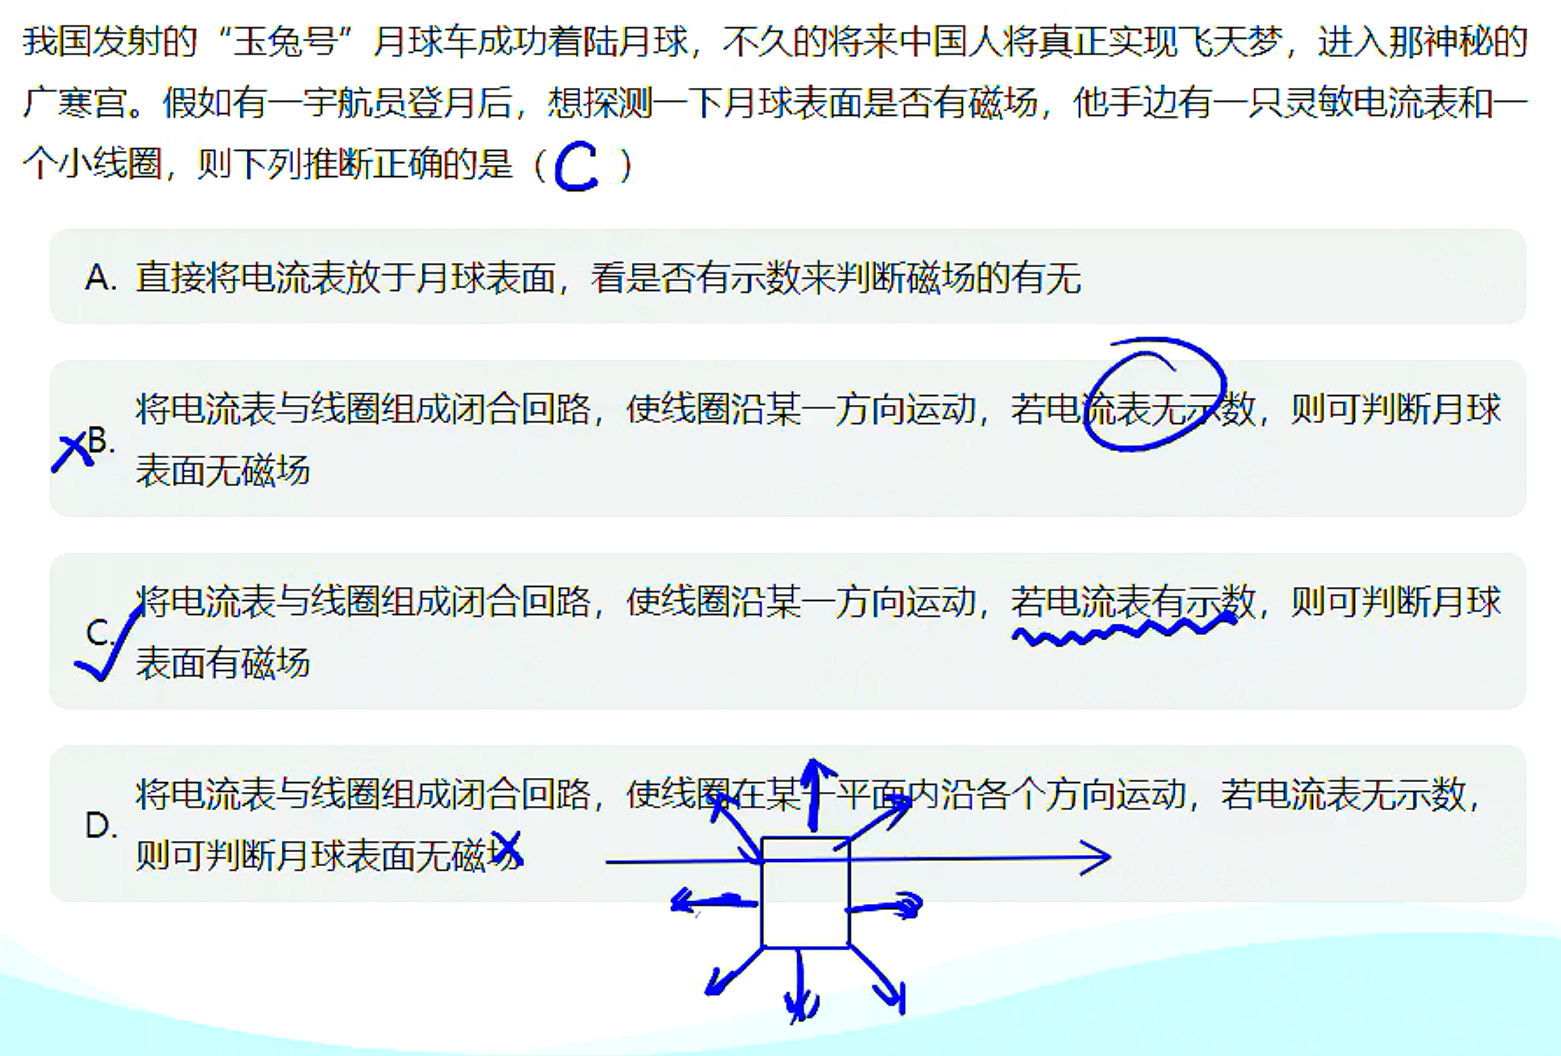 我国发射的“玉兔号”月球车成功着陆月球，不久的将来中国人将真正实现飞天梦，进入那神秘的
广寒宫。假如有一宇航员登月后，想探测一下月球表面是否有磁场，他手边有一只灵敏电流表和一
个小线圈，则下列推断正确的是（C）
A. 直接将电流表放于月球表面，看是否有示数来判断磁场的有无
B. 将电流表与线圈组成闭合回路，使线圈沿某一方向运动，若电流表无示数，则可判断月球
表面无磁场
C. 将电流表与线圈组成闭合回路，使线圈沿某一方向运动，若电流表有示数，则可判断月球
表面有磁场
D. 将电流表与线圈组成闭合回路，使线圈在某一平面内沿各个方向运动，若电流表无示数，
则可判断月球表面无磁场